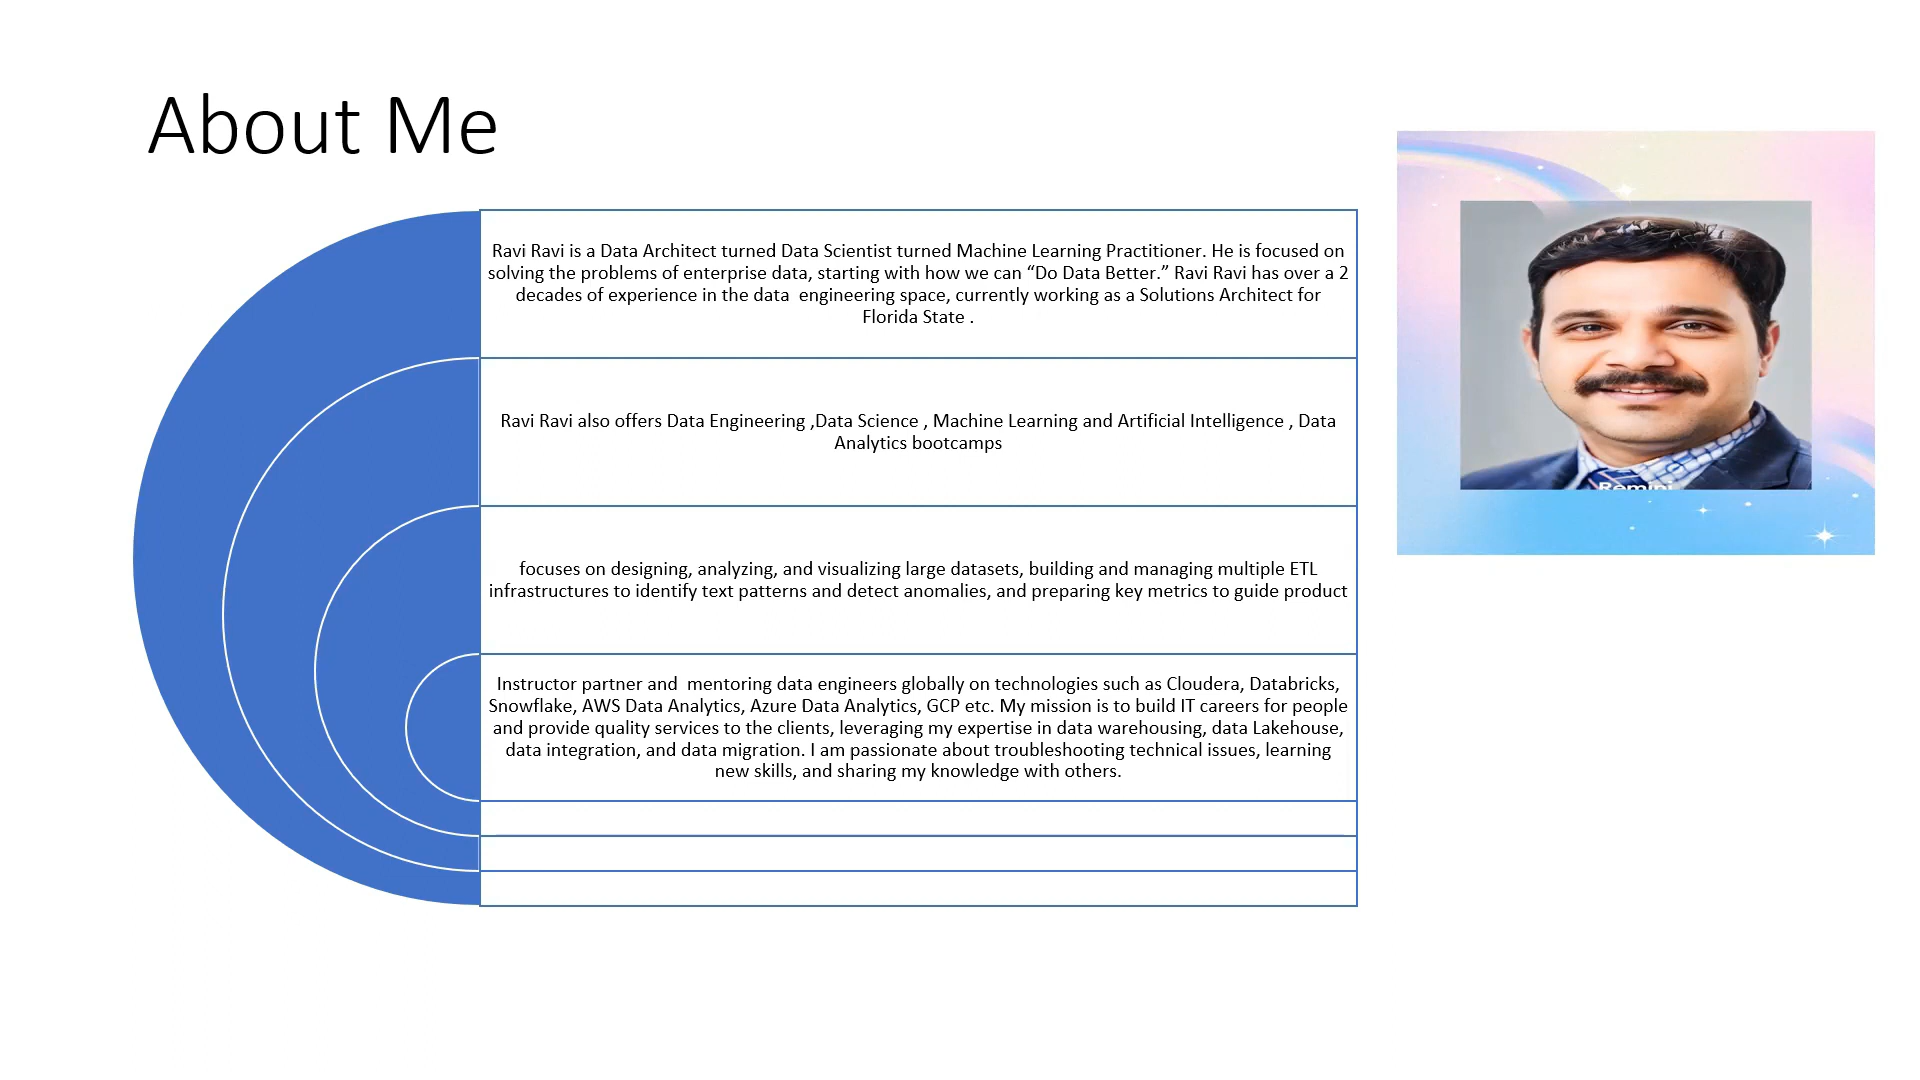 About Me
Ravi Ravi is a Data Architect turned Data Scientist turned Machine Learning Practitioner. He is focused on
solving the problems of enterprise data, starting with how we can “Do Data Better.” Ravi Ravi has over a 2
decades of experience in the data  engineering space, currently working as a Solutions Architect for
Florida State .
Ravi Ravi also offers Data Engineering ,Data Science , Machine Learning and Artificial Intelligence , Data
Analytics bootcamps
focuses on designing, analyzing, and visualizing large datasets, building and managing multiple ETL
infrastructures to identify text patterns and detect anomalies, and preparing key metrics to guide product
Instructor partner and  mentoring data engineers globally on technologies such as Cloudera, Databricks,
Snowflake, AWS Data Analytics, Azure Data Analytics, GCP etc. My mission is to build IT careers for people
and provide quality services to the clients, leveraging my expertise in data warehousing, data Lakehouse,
data integration, and data migration. I am passionate about troubleshooting technical issues, learning
new skills, and sharing my knowledge with others.
Remini